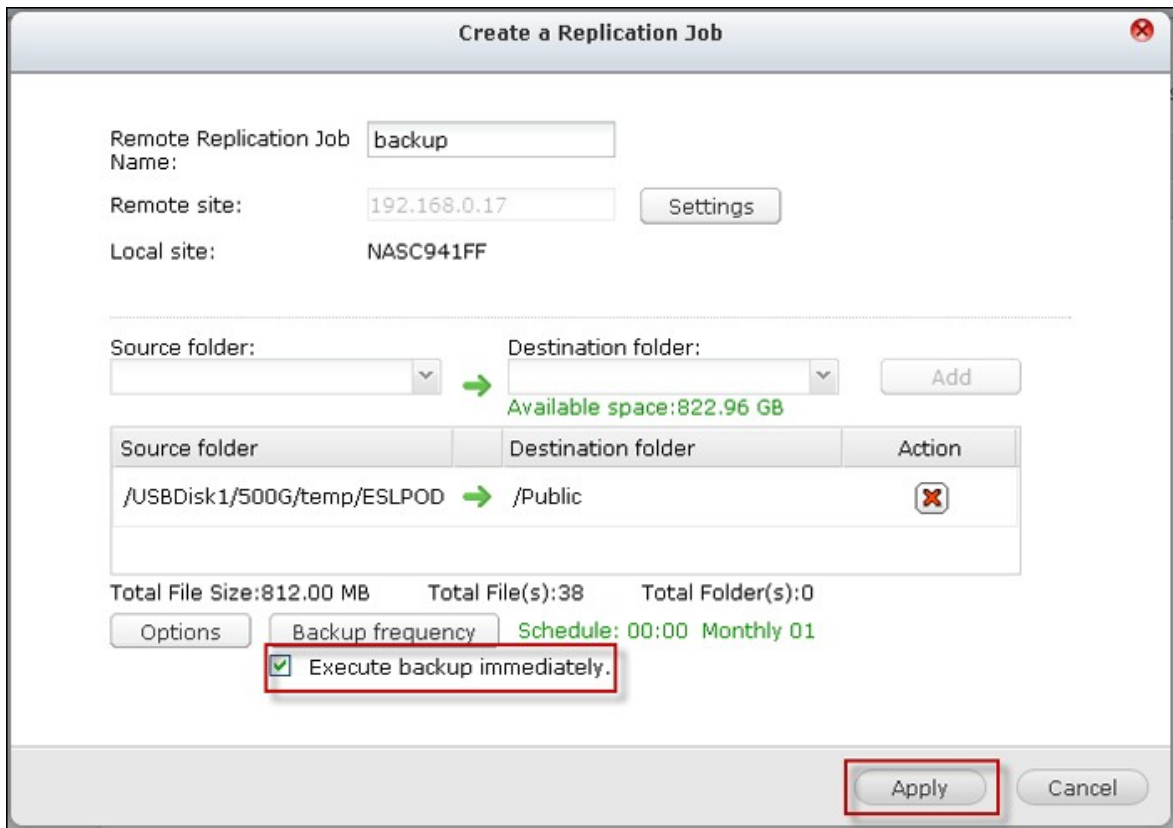 Create a Replication Job
Remote Replication Job Name:
backup
Remote site:
192.168.0.17
Settings
Local site:
NASC941FF
Source folder:
Destination folder:
Add
Available space:822.96 GB
Source folder
Destination folder
Action
/USBDisk1/500G/temp/ESLPOD
/Public
Total File Size:812.00 MB
Total File(s):38
Total Folder(s):0
Options
Backup frequency
Schedule: 00:00 Monthly 01
Execute backup immediately.
Apply
Cancel